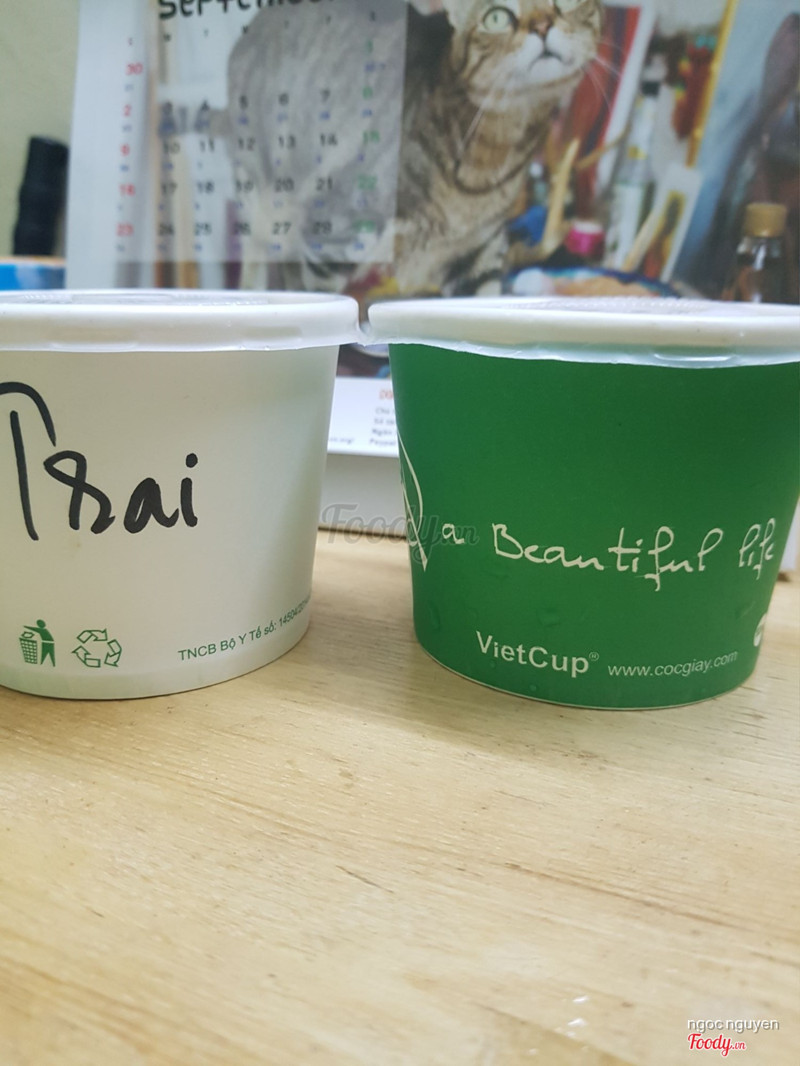 September
1
30
2
3 4 5 6 7 8
9 10 11 12 13 14 15
16 17 18 19 20 21 22
23 24 25 26 27 28 29
Thai
a Beautiful life
Foody.vn
TNCB Bộ Y Tế số:
VietCup® www.cocgiay.com
ngoc nguyen
Foody.vn